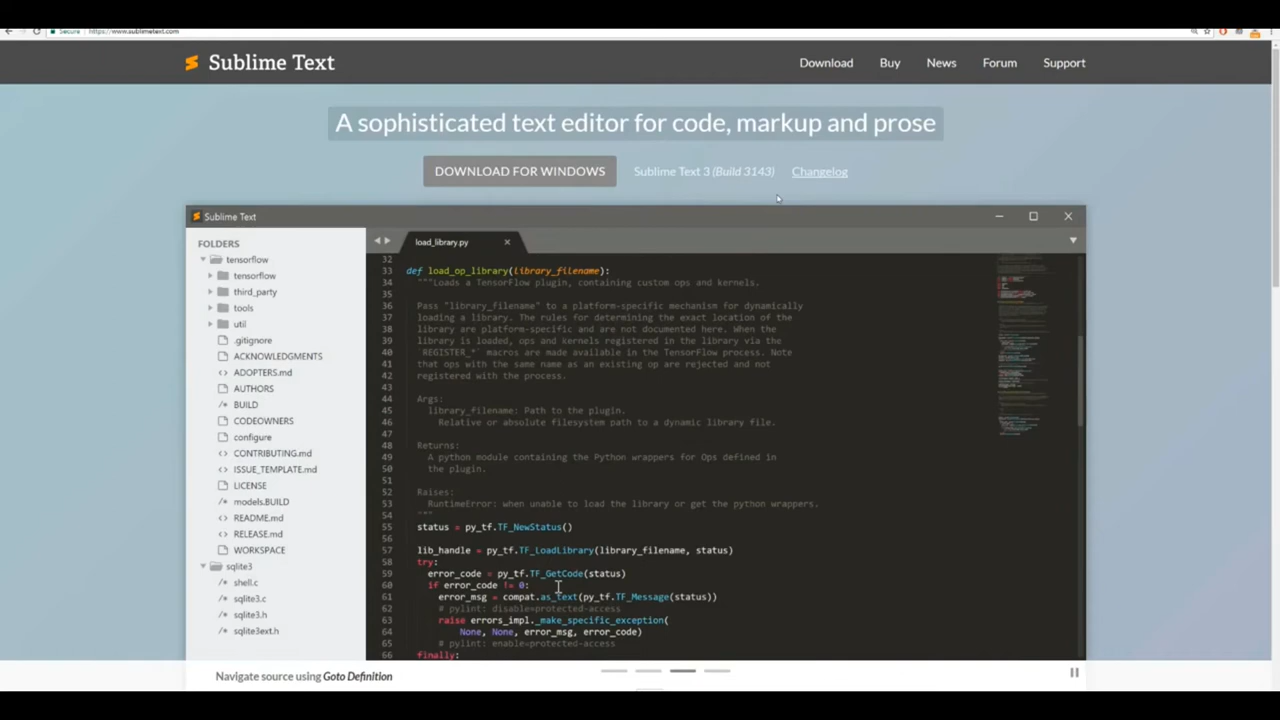 Secure https://www.sublimetext.com
Sublime Text
Download Buy News Forum Support
A sophisticated text editor for code, markup and prose
DOWNLOAD FOR WINDOWS Sublime Text 3 (Build 3143) Changelog
Sublime Text
FOLDERS
tensorflow
tensorflow
third_party
tools
util
.gitignore
ACKNOWLEDGMENTS
ADOPTERS.md
AUTHORS
BUILD
CODEOWNERS
configure
CONTRIBUTING.md
ISSUE_TEMPLATE.md
LICENSE
models.BUILD
README.md
RELEASE.md
WORKSPACE
sqlite3
shell.c
sqlite3.c
sqlite3.h
sqlite3ext.h
load_library.py
32
33 def load_op_library(library_filename):
34 """Loads a TensorFlow plugin, containing custom ops and kernels.
35
36 Pass "library_filename" to a platform-specific mechanism for dynamically
37 loading a library. The rules for determining the exact location of the
38 library are platform-specific and are not documented here. When the
39 library is loaded, ops and kernels registered in the library via the
40 `REGISTER_*` macros are made available in the TensorFlow process. Note
41 that ops with the same name as an existing op are rejected and not
42 registered with the process.
43
44 Args:
45 library_filename: Path to the plugin.
46 Relative or absolute filesystem path to a dynamic library file.
47
48 Returns:
49 A python module containing the Python wrappers for Ops defined in
50 the plugin.
51
52 Raises:
53 RuntimeError: when unable to load the library or get the python wrappers.
54 """
55 status = py_tf.TF_NewStatus()
56
57 lib_handle = py_tf.TF_LoadLibrary(library_filename, status)
58 try:
59 error_code = py_tf.TF_GetCode(status)
60 if error_code != 0:
61 error_msg = compat.as_text(py_tf.TF_Message(status))
62 # pylint: disable=protected-access
63 raise errors_impl._make_specific_exception(
64 None, None, error_msg, error_code)
65 # pylint: enable=protected-access
66 finally:
Navigate source using Goto Definition